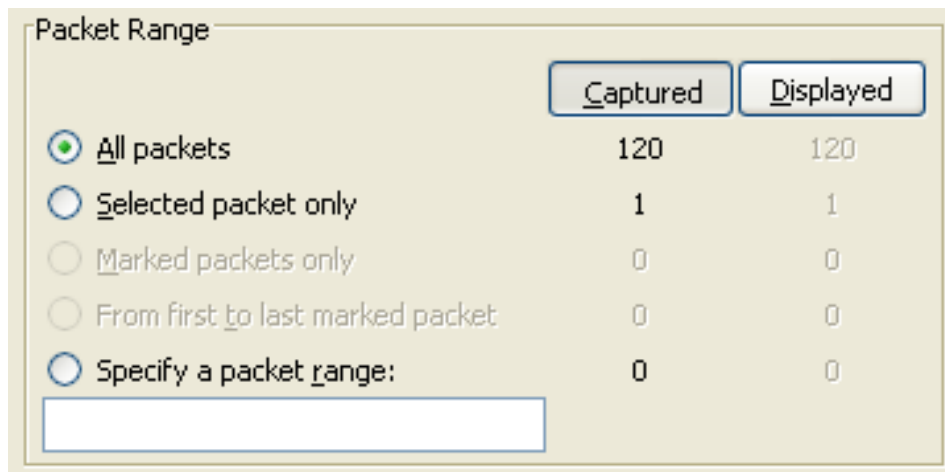 Packet Range
Captured Displayed
All packets 120 120
Selected packet only 1 1
Marked packets only 0 0
From first to last marked packet 0 0
Specify a packet range: 0 0